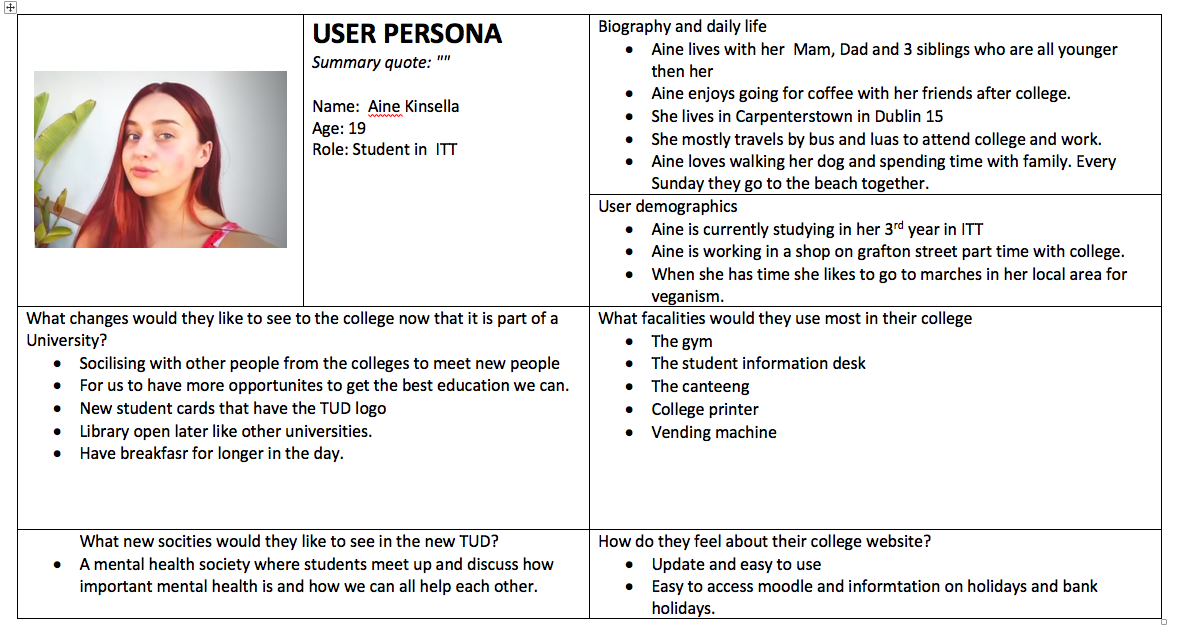 USER PERSONA
Summary quote: ""
Name:  Aine Kinsella
Age: 19
Role: Student in  ITT
Biography and daily life
• Aine lives with her  Mam, Dad and 3 siblings who are all younger
then her
• Aine enjoys going for coffee with her friends after college.
• She lives in Carpenterstown in Dublin 15
• She mostly travels by bus and luas to attend college and work.
• Aine loves walking her dog and spending time with family. Every
Sunday they go to the beach together.
User demographics
• Aine is currently studying in her 3rd year in ITT
• Aine is working in a shop on grafton street part time with college.
• When she has time she likes to go to marches in her local area for
veganism.
What changes would they like to see to the college now that it is part of a
University?
• Socilising with other people from the colleges to meet new people
• For us to have more opportunites to get the best education we can.
• New student cards that have the TUD logo
• Library open later like other universities.
• Have breakfasr for longer in the day.
What facalities would they use most in their college
• The gym
• The student information desk
• The canteeng
• College printer
• Vending machine
What new socities would they like to see in the new TUD?
• A mental health society where students meet up and discuss how
important mental health is and how we can all help each other.
How do they feel about their college website?
• Update and easy to use
• Easy to access moodle and informtation on holidays and bank
holidays.